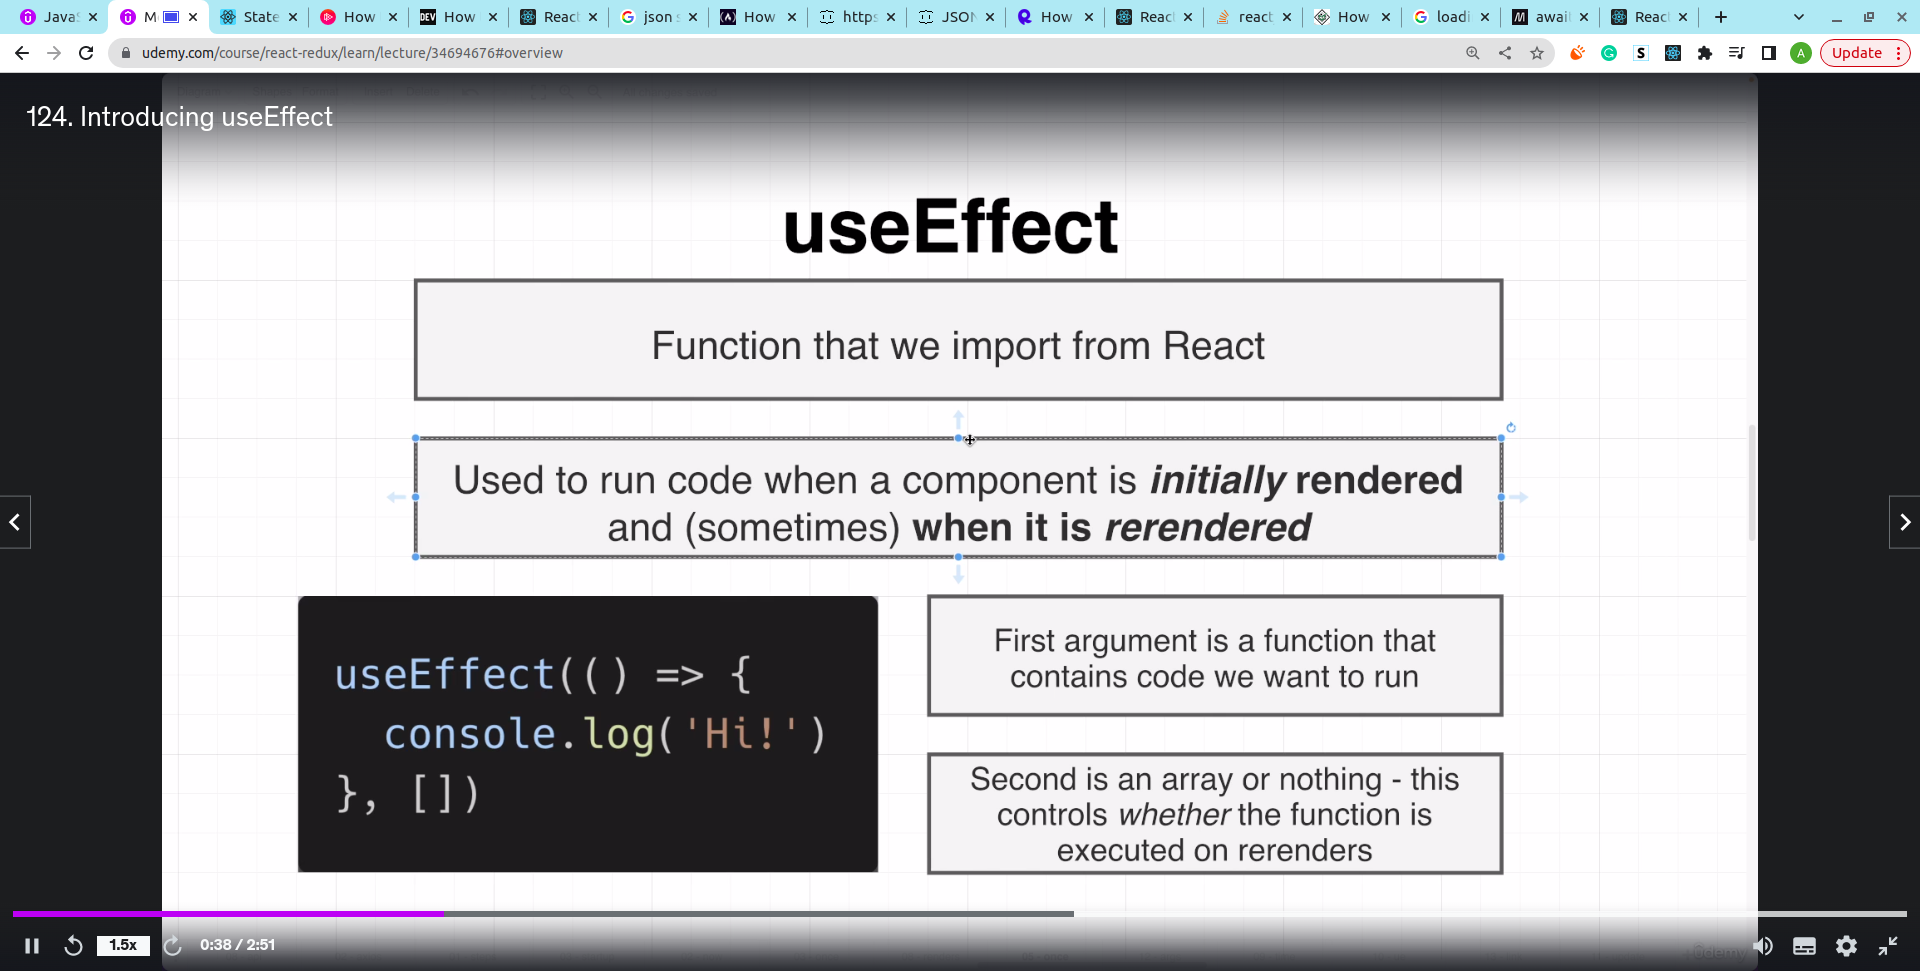 JavaS
M
State
How
How
React
json s
How
https
JSON
How
React
react
How
loadi
awai
React
udemy.com/course/react-redux/learn/lecture/34694676#overview
A
Update
124. Introducing useEffect
useEffect
Function that we import from React
Used to run code when a component is initially rendered
and (sometimes) when it is rerendered
useEffect(() => {
console.log('Hi!')
}, [])
First argument is a function that
contains code we want to run
Second is an array or nothing - this
controls whether the function is
executed on rerenders
1.5x
0:38 / 2:51
Udemy